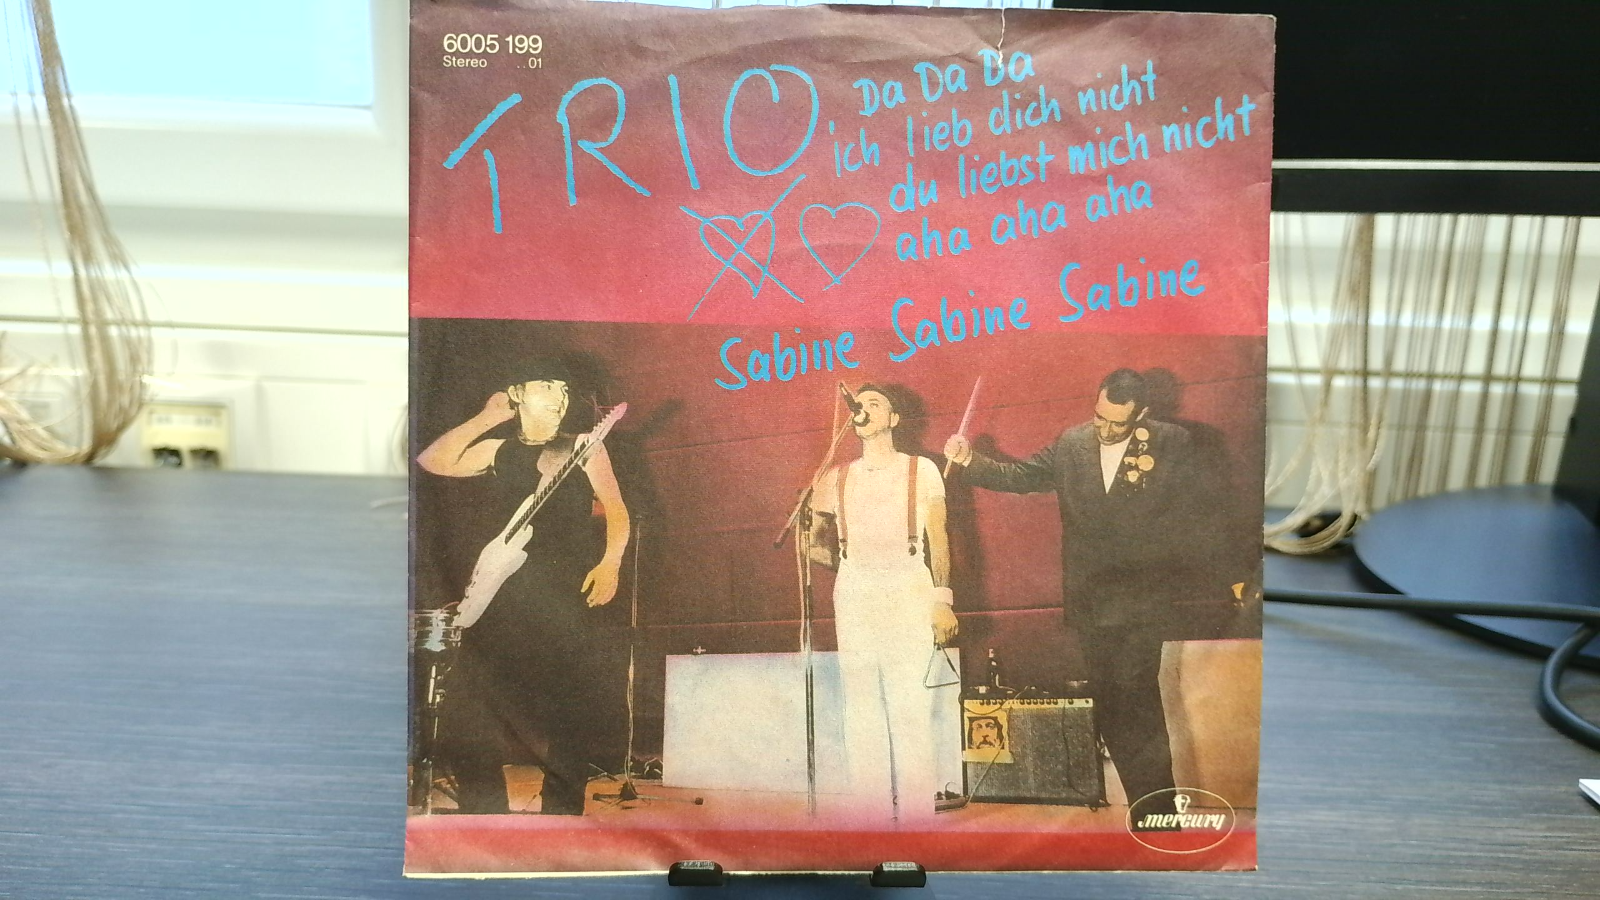 6005 199
Stereo ..01
TRIO
Da Da Da
ich lieb dich nicht
du liebst mich nicht
aha aha aha
Sabine Sabine Sabine
mercury